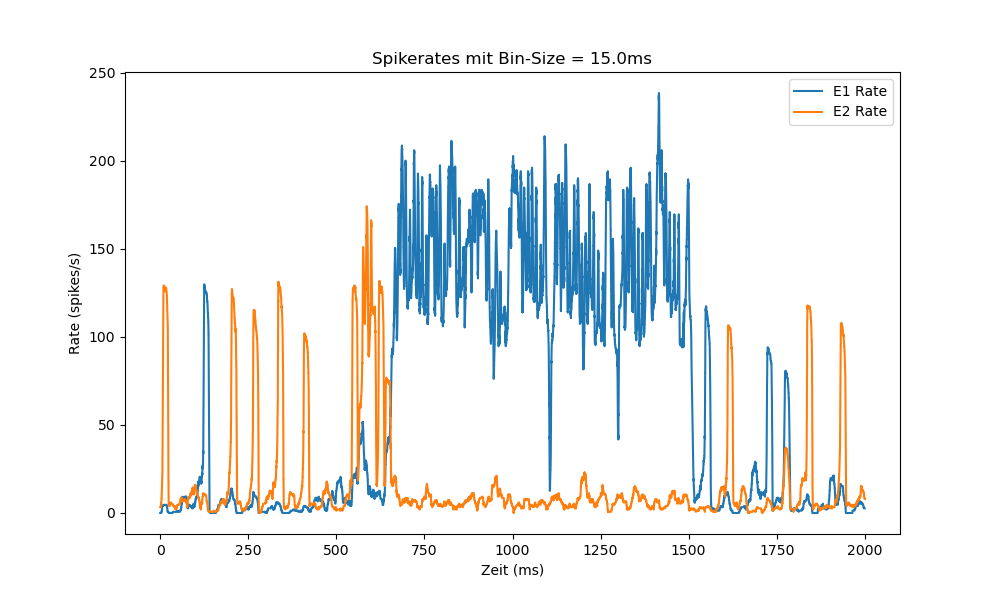 Spikerates mit Bin-Size = 15.0ms
E1 Rate
E2 Rate
Rate (spikes/s)
250
200
150
100
50
0
0 250 500 750 1000 1250 1500 1750 2000
Zeit (ms)